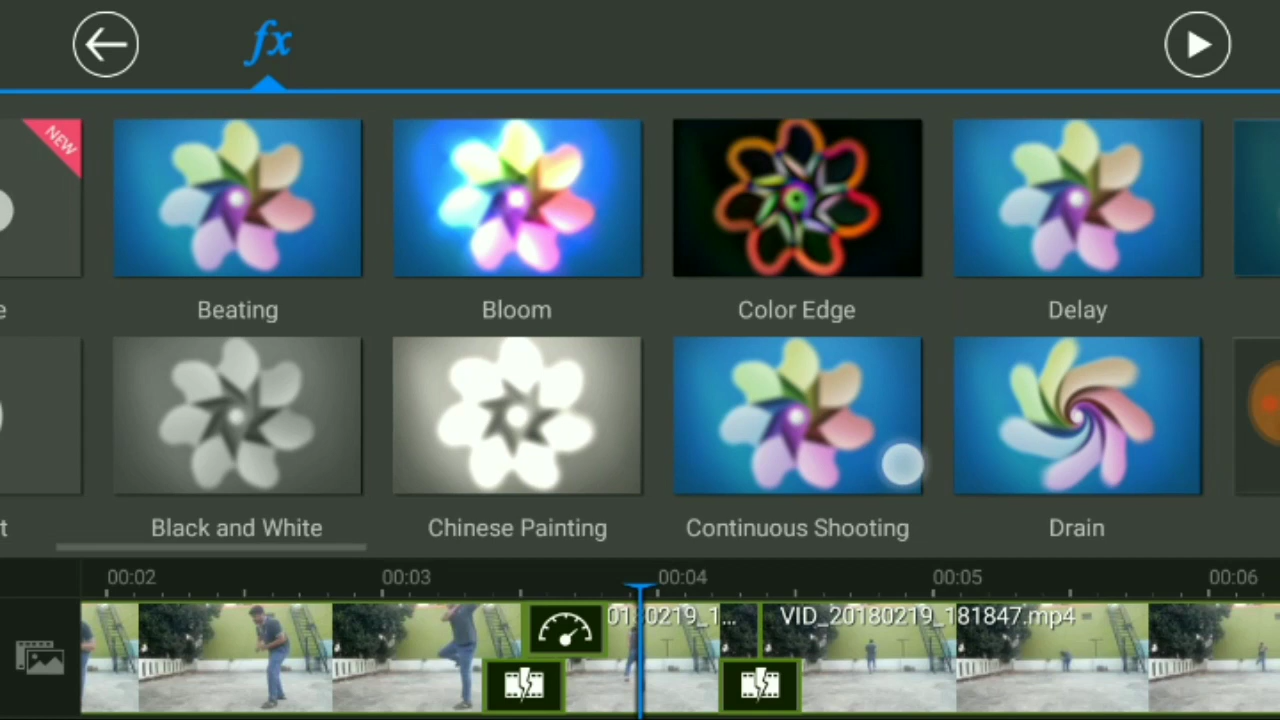 fx
NEW
Beating
Bloom
Color Edge
Delay
e
Black and White
Chinese Painting
Continuous Shooting
Drain
t
00:02
00:03
00:04
00:05
00:06
0180219_1...
VID_20180219_181847.mp4